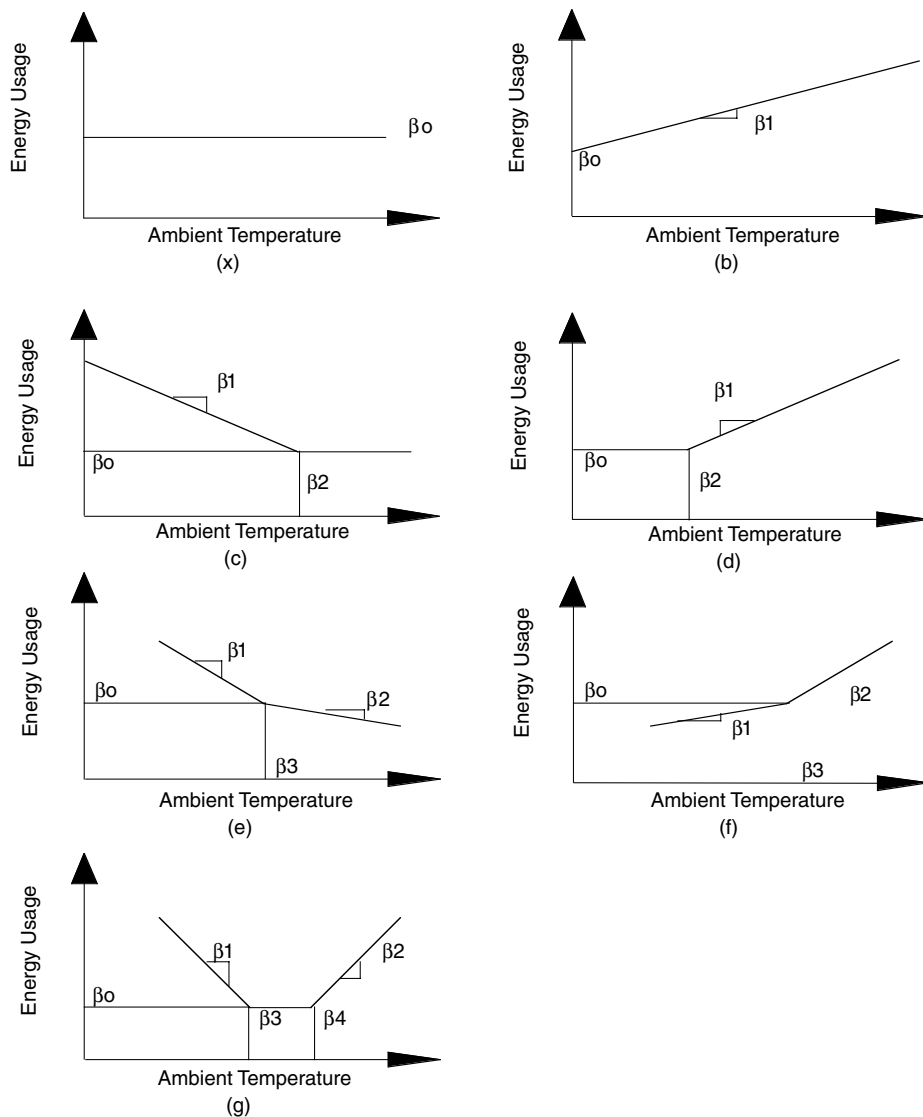 Energy Usage
βo
Ambient Temperature
(x)
Energy Usage
βo
β1
Ambient Temperature
(b)
Energy Usage
β1
βo
β2
Ambient Temperature
(c)
Energy Usage
β1
βo
β2
Ambient Temperature
(d)
Energy Usage
β1
βo
β2
β3
Ambient Temperature
(e)
Energy Usage
βo
β2
β1
β3
Ambient Temperature
(f)
Energy Usage
β1
β2
βo
β3
β4
Ambient Temperature
(g)